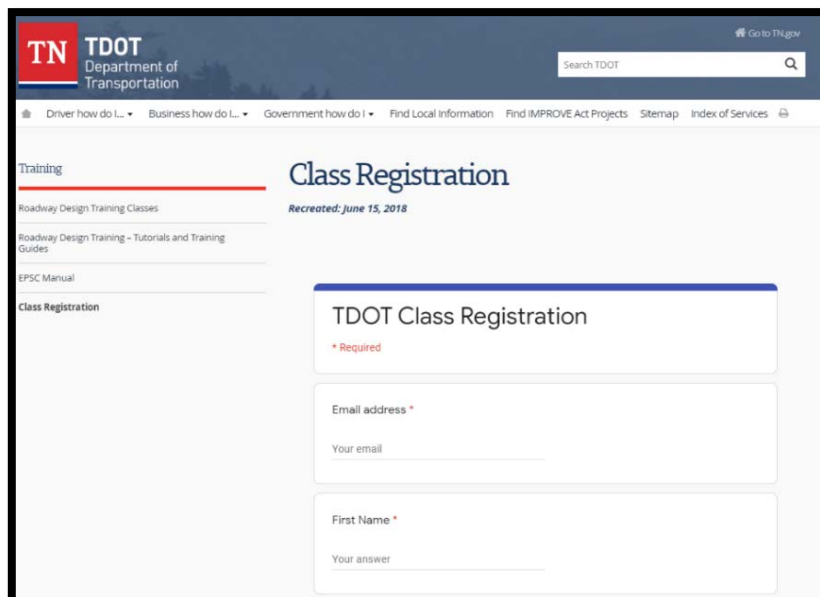 TN
TDOT
Department of
Transportation
Go to TN.gov
Search TDOT
Driver how do I... Business how do I... Government how do I Find Local Information Find IMPROVE Act Projects Sitemap Index of Services
Training
Roadway Design Training Classes
Roadway Design Training – Tutorials and Training
Guides
EPSC Manual
Class Registration
Class Registration
Recreated: June 15, 2018
TDOT Class Registration
* Required
Email address *
Your email
First Name *
Your answer